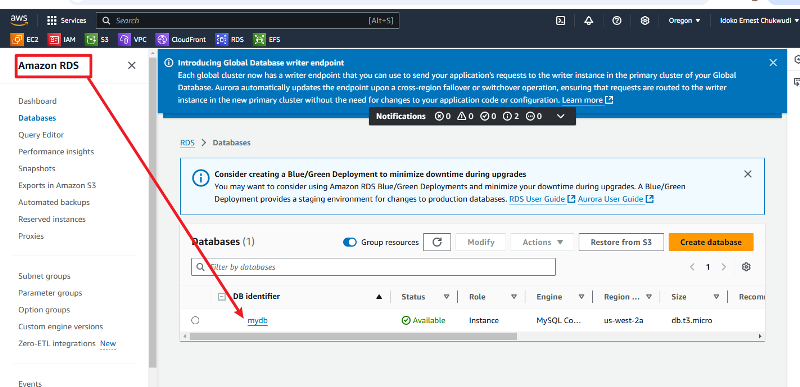 aws
Services
Search
[Alt+S]
Oregon
Idoko Ernest Chukwudi
EC2 IAM S3 VPC CloudFront RDS EFS
Amazon RDS
Dashboard
Databases
Query Editor
Performance insights
Snapshots
Exports in Amazon S3
Automated backups
Reserved instances
Proxies
Subnet groups
Parameter groups
Option groups
Custom engine versions
Zero-ETL integrations New
Events
Introducing Global Database writer endpoint
Each global cluster now has a writer endpoint that you can use to send your application's requests to the writer instance in the primary cluster of your Global
Database. Aurora automatically updates the endpoint upon a cross-region failover or switchover operation, ensuring that requests are routed to the writer
instance in the new primary cluster without the need for changes to your application code or configuration. Learn more
Notifications 0 0 0 2 0
RDS > Databases
Consider creating a Blue/Green Deployment to minimize downtime during upgrades
You may want to consider using Amazon RDS Blue/Green Deployments and minimize your downtime during upgrades. A Blue/Green
Deployment provides a staging environment for changes to production databases. RDS User Guide Aurora User Guide
Databases (1)
Group resources
Modify
Actions
Restore from S3
Create database
Filter by databases
1
DB identifier Status Role Engine Region ... Size Recom
mydb Available Instance MySQL Co... us-west-2a db.t3.micro